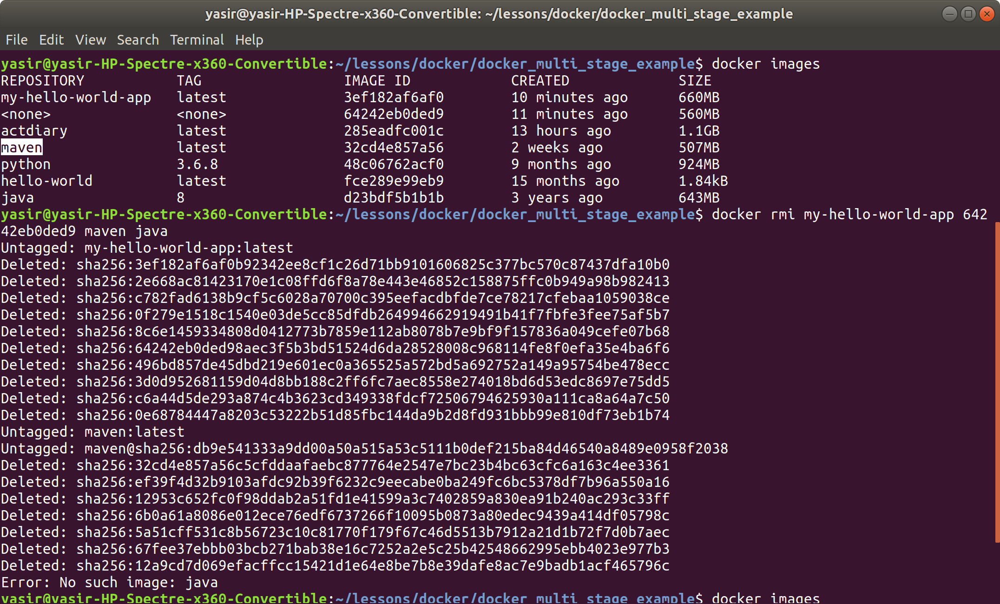 yasir@yasir-HP-Spectre-x360-Convertible: ~/lessons/docker/docker_multi_stage_example
File Edit View Search Terminal Help
yasir@yasir-HP-Spectre-x360-Convertible:~/lessons/docker/docker_multi_stage_example$ docker images
REPOSITORY TAG IMAGE ID CREATED SIZE
my-hello-world-app latest 3ef182af6af0 10 minutes ago 660MB
<none> <none> 64242eb0ded9 11 minutes ago 560MB
actdiary latest 285eadfc001c 13 hours ago 1.1GB
maven latest 32cd4e857a56 2 weeks ago 507MB
python 3.6.8 48c06762acf0 9 months ago 924MB
hello-world latest fce289e99eb9 15 months ago 1.84kB
java 8 d23bdf5b1b1b 3 years ago 643MB
yasir@yasir-HP-Spectre-x360-Convertible:~/lessons/docker/docker_multi_stage_example$ docker rmi my-hello-world-app 642
42eb0ded9 maven java
Untagged: my-hello-world-app:latest
Deleted: sha256:3ef182af6af0b92342ee8cf1c26d71bb9101606825c377bc570c87437dfa10b0
Deleted: sha256:2e668ac81423170e1c08ffd6f8a78e443e46852c158875ffc0b949a98b982413
Deleted: sha256:c782fad6138b9cf5c6028a70700c395eefacdbfde7ce78217cfebaa1059038ce
Deleted: sha256:0f279e1518c1540e03de5cc85dfdb264994662919491b41f7fbfe3fee75af5b7
Deleted: sha256:8c6e1459334808d0412773b7859e112ab8078b7e9bf9f157836a049cefe07b68
Deleted: sha256:64242eb0ded98aec3f5b3bd51524d6da28528008c968114fe8f0efa35e4ba6f6
Deleted: sha256:496bd857de45dbd219e601ec0a365525a572bd5a692752a149a95754be478ecc
Deleted: sha256:3d0d952681159d04d8bb188c2ff6fc7aec8558e274018bd6d53edc8697e75dd5
Deleted: sha256:c6a44d5de293a874c4b3623cd349338fdcf72506794625930a111ca8a64a7c50
Deleted: sha256:0e68784447a8203c53222b51d85fbc144da9b2d8fd931bbb99e810df73eb1b74
Untagged: maven:latest
Untagged: maven@sha256:db9e541333a9dd00a50a515a53c5111b0def215ba84d46540a8489e0958f2038
Deleted: sha256:32cd4e857a56c5cfddaafaebc877764e2547e7bc23b4bc63cfc6a163c4ee3361
Deleted: sha256:ef39f4d32b9103afdc92b39f6232c9eecabe0ba249fc6bc5378df7b96a550a16
Deleted: sha256:12953c652fc0f98ddab2a51fd1e41599a3c7402859a830ea91b240ac293c33ff
Deleted: sha256:6b0a61a8086e012ece76edf6737266f10095b0873a80edec9439a414df05798c
Deleted: sha256:5a51cff531c8b56723c10c81770f179f67c46d5513b7912a21d1b72f7d0b7aec
Deleted: sha256:67fee37ebbb03bcb271bab38e16c7252a2e5c25b42548662995ebb4023e977b3
Deleted: sha256:12a9cd7d069efacffcc15421d1e64e8be7b8e39dafe8ac7e9badb1acf465796c
Error: No such image: java
yasir@yasir-HP-Spectre-x360-Convertible:~/lessons/docker/docker_multi_stage_example$ docker images